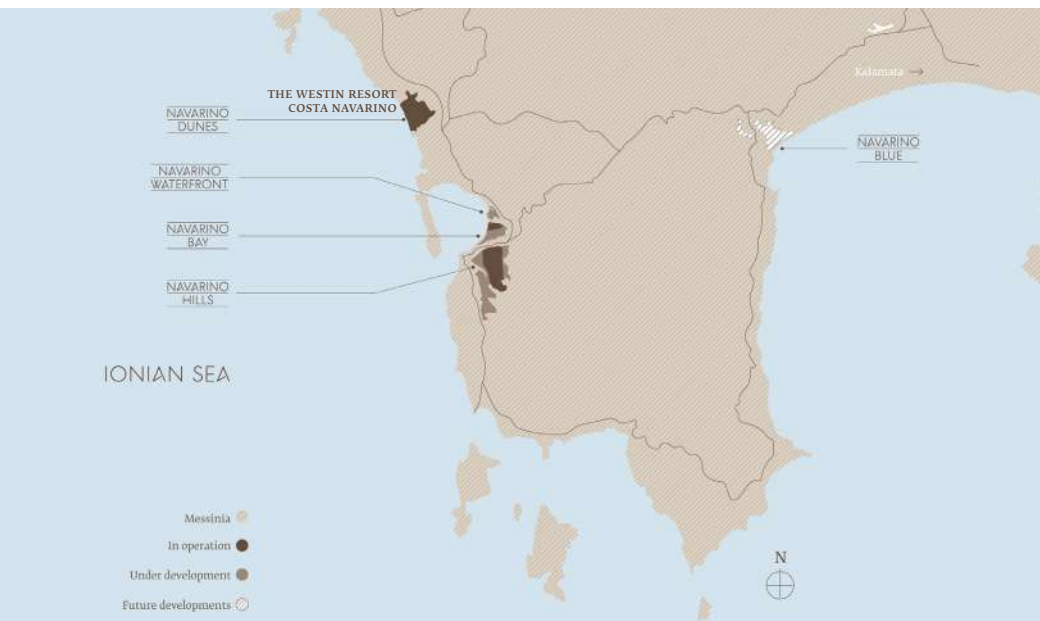 THE WESTIN RESORT
COSTA NAVARINO
NAVARINO
DUNES
NAVARINO
WATERFRONT
NAVARINO
BAY
NAVARINO
HILLS
Kalamata →
NAVARINO
BLUE
IONIAN SEA
Messinia
In operation
Under development
Future developments
N